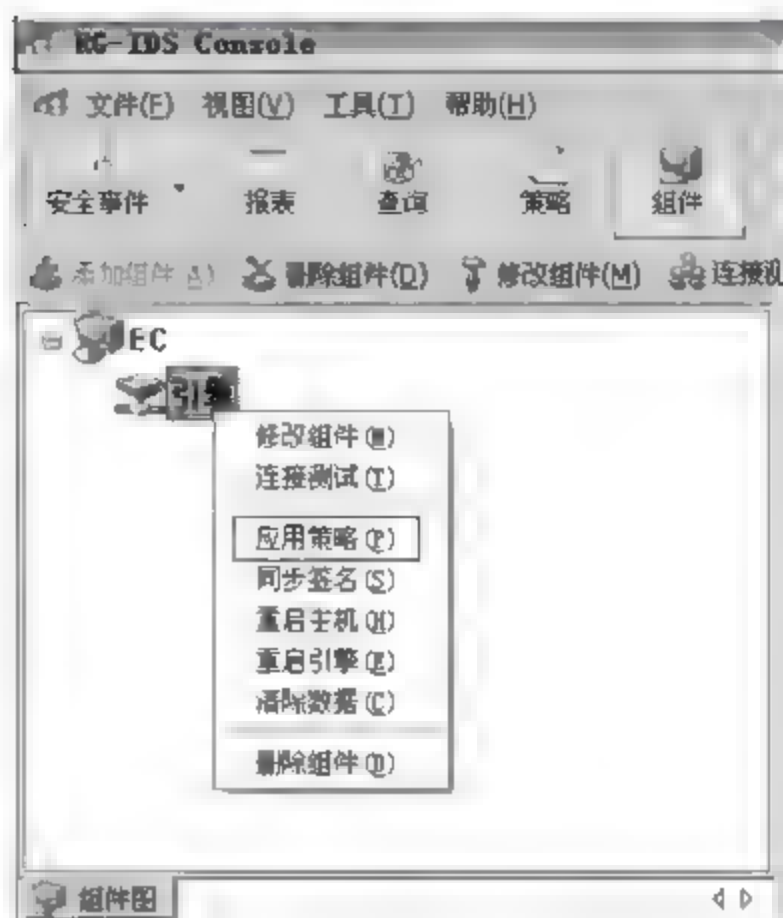 RG-IDS Console
文件(F) 视图(V) 工具(T) 帮助(H)
安全事件 报表 查询 策略 组件
添加组件(A) 删除组件(D) 修改组件(M) 连接测
EC
引擎
修改组件(M)
连接测试(T)
应用策略(P)
同步签名(S)
重启主机(H)
重启引擎(E)
清除数据(C)
删除组件(D)
组件图